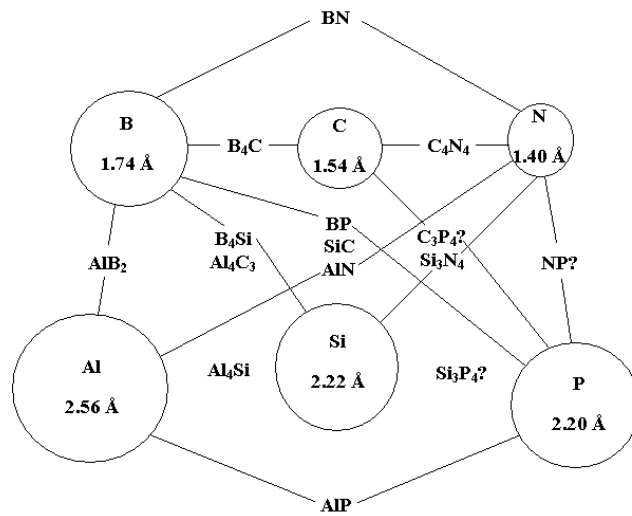 BN
B C N
B₄C C₄N₄
1.74 Å 1.54 Å 1.40 Å
BP
B₄Si SiC C₃P₄?
AlB₂ Al₄C₃ AlN Si₃N₄ NP?
Al Si P
Al₄Si Si₃P₄?
2.56 Å 2.22 Å 2.20 Å
AlP